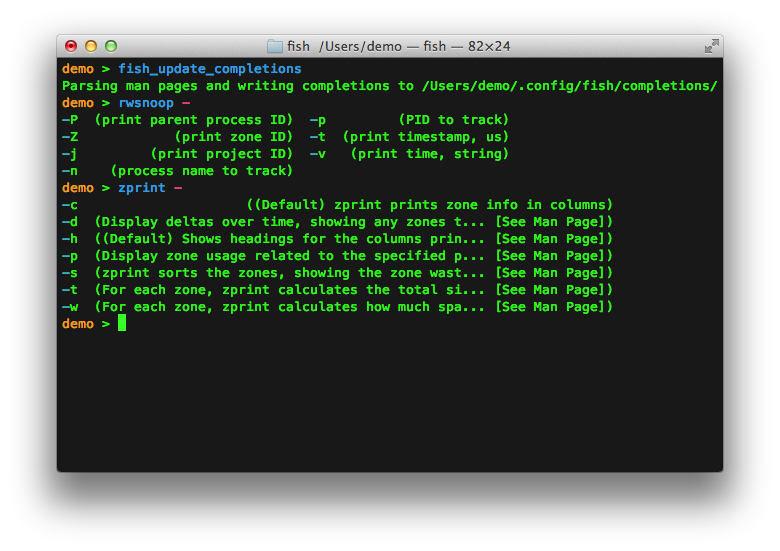 fish /Users/demo — fish — 82×24
demo > fish_update_completions
Parsing man pages and writing completions to /Users/demo/.config/fish/completions/
demo > rwsnoop -
-P (print parent process ID) -p (PID to track)
-Z (print zone ID) -t (print timestamp, us)
-j (print project ID) -v (print time, string)
-n (process name to track)
demo > zprint -
-c ((Default) zprint prints zone info in columns)
-d (Display deltas over time, showing any zones t... [See Man Page])
-h ((Default) Shows headings for the columns prin... [See Man Page])
-p (Display zone usage related to the specified p... [See Man Page])
-s (zprint sorts the zones, showing the zone wast... [See Man Page])
-t (For each zone, zprint calculates the total si... [See Man Page])
-w (For each zone, zprint calculates how much spa... [See Man Page])
demo >